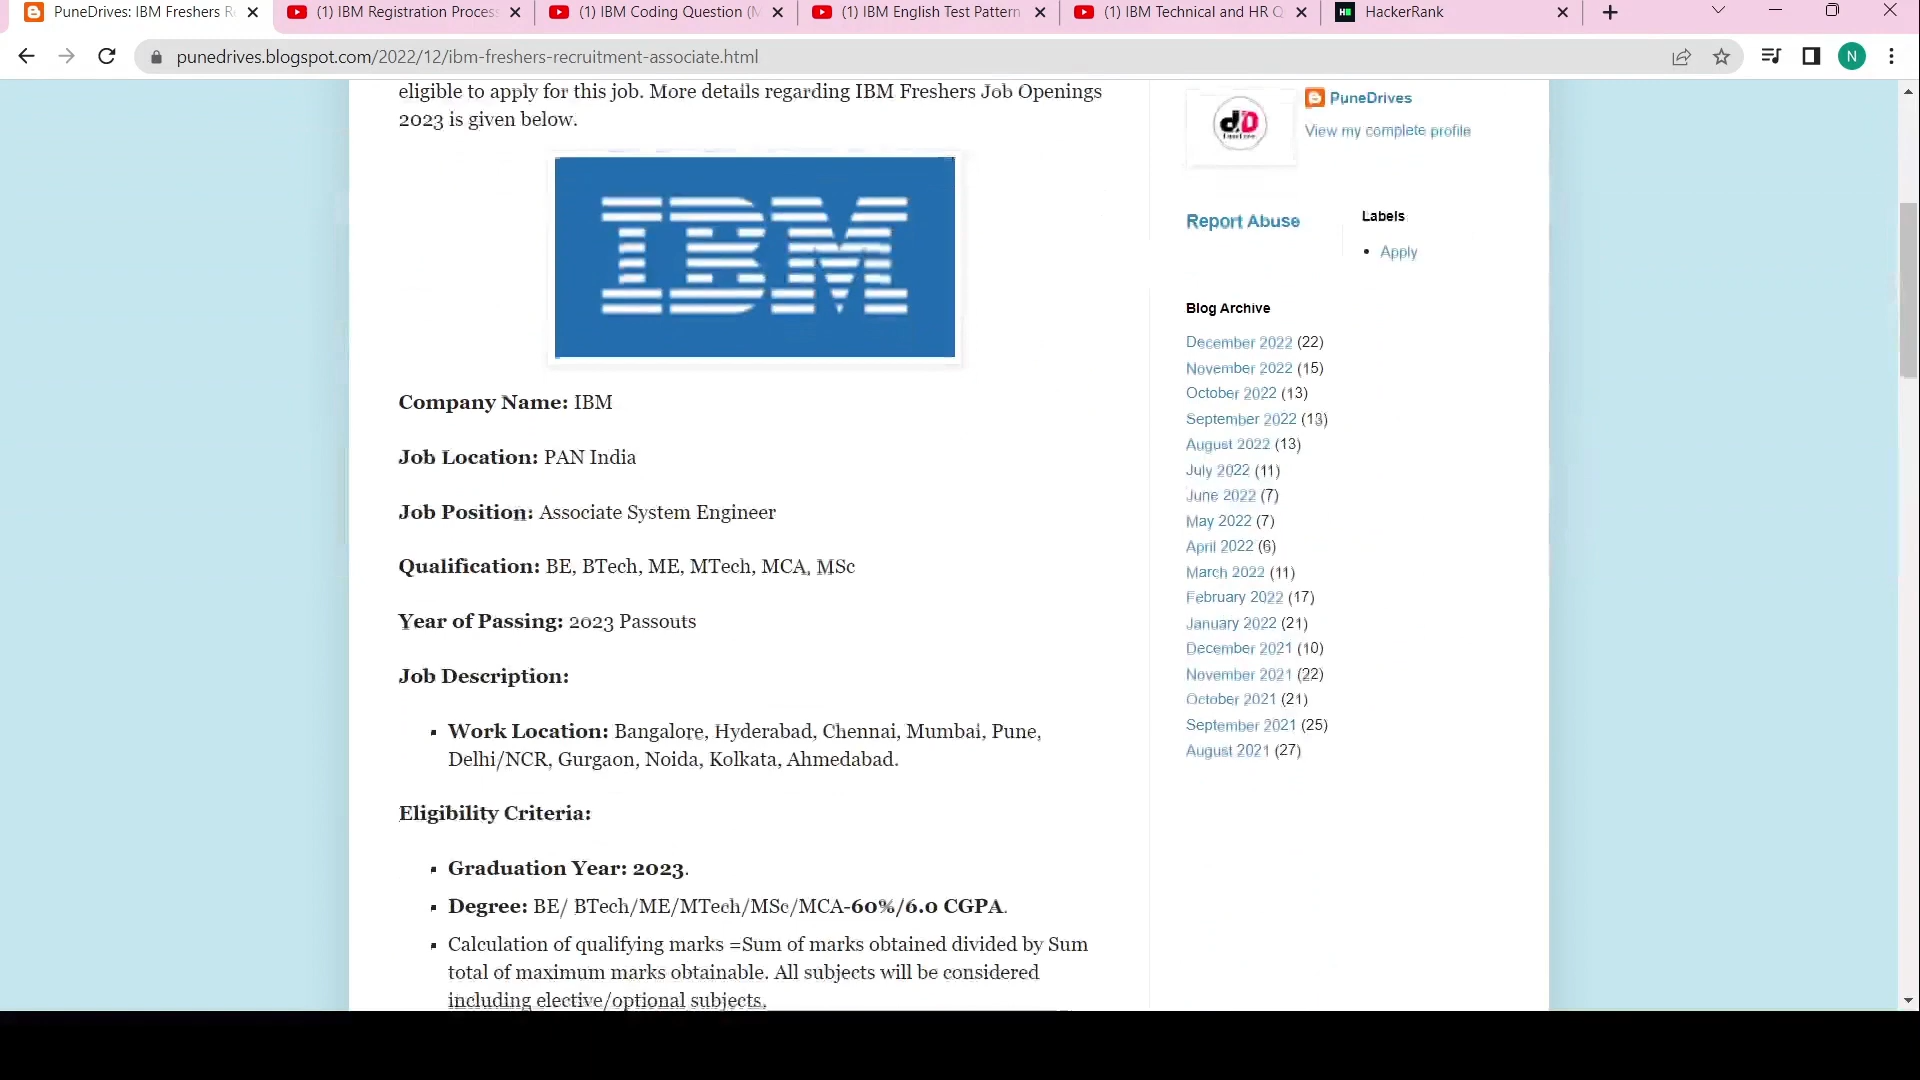 PuneDrives: IBM Freshers R
(1) IBM Registration Process
(1) IBM Coding Question (M
(1) IBM English Test Pattern
(1) IBM Technical and HR Q
HackerRank
punedrives.blogspot.com/2022/12/ibm-freshers-recruitment-associate.html
N
eligible to apply for this job. More details regarding IBM Freshers Job Openings
2023 is given below.
IBM
Company Name: IBM
Job Location: PAN India
Job Position: Associate System Engineer
Qualification: BE, BTech, ME, MTech, MCA, MSc
Year of Passing: 2023 Passouts
Job Description:
Work Location: Bangalore, Hyderabad, Chennai, Mumbai, Pune,
Delhi/NCR, Gurgaon, Noida, Kolkata, Ahmedabad.
Eligibility Criteria:
Graduation Year: 2023.
Degree: BE/ BTech/ME/MTech/MSc/MCA-60%/6.0 CGPA.
Calculation of qualifying marks =Sum of marks obtained divided by Sum
total of maximum marks obtainable. All subjects will be considered
including elective/optional subjects.
PuneDrives
View my complete profile
Report Abuse
Labels
Apply
Blog Archive
December 2022 (22)
November 2022 (15)
October 2022 (13)
September 2022 (13)
August 2022 (13)
July 2022 (11)
June 2022 (7)
May 2022 (7)
April 2022 (6)
March 2022 (11)
February 2022 (17)
January 2022 (21)
December 2021 (10)
November 2021 (22)
October 2021 (21)
September 2021 (25)
August 2021 (27)